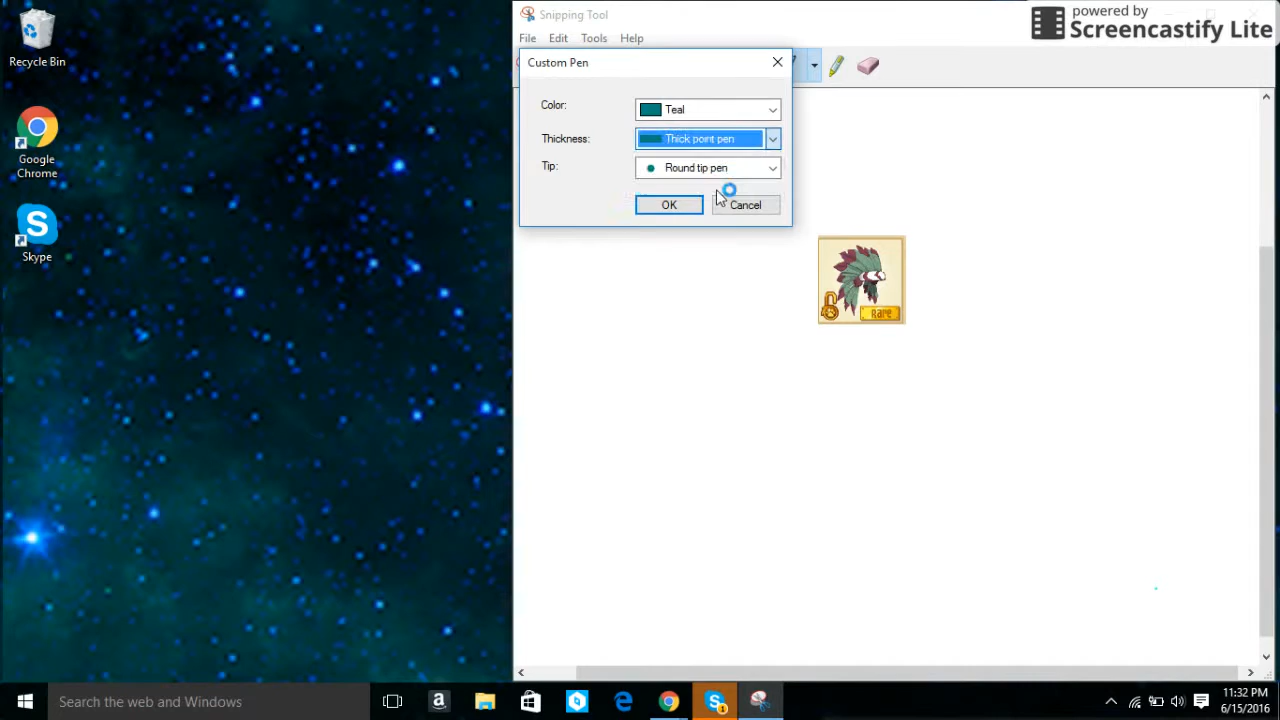 Recycle Bin
Google
Chrome
Skype
Snipping Tool
powered by
Screencastify Lite
File Edit Tools Help
Custom Pen
Color: Teal
Thickness: Thick point pen
Tip: Round tip pen
OK Cancel
Rare
Search the web and Windows
a
1
11:32 PM
6/15/2016